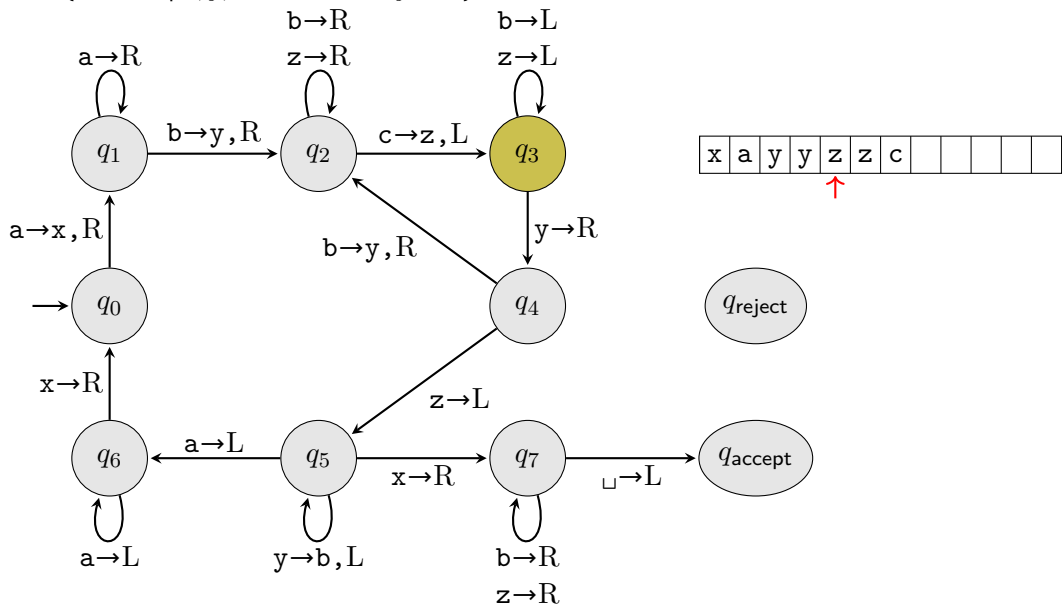 b→R
b→L
a→R
z→R
z→L
q1
b→y,R
q2
c→z,L
q3
x a y y z z c
↑
a→x,R
b→y,R
y→R
q0
q4
qreject
x→R
z→L
q6
a→L
q5
x→R
q7
␣→L
qaccept
a→L
y→b,L
b→R
z→R